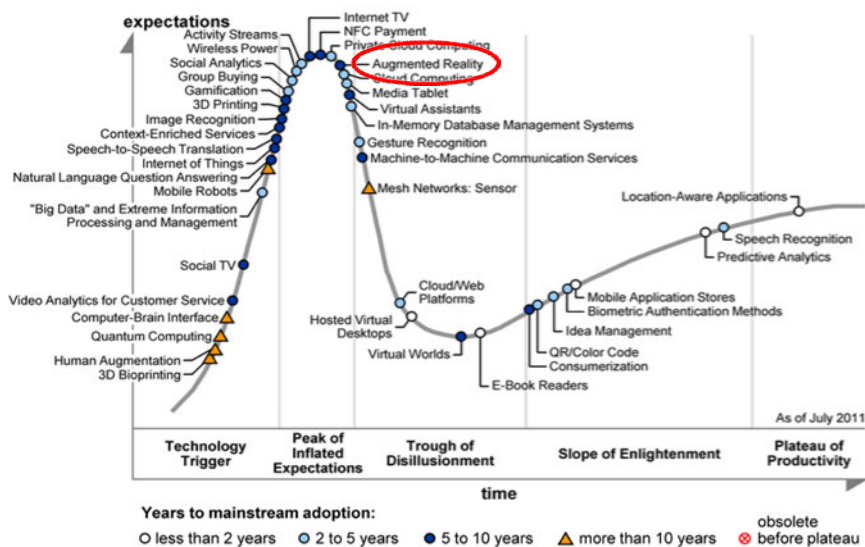 expectations
Internet TV
NFC Payment
Activity Streams
Private Cloud Computing
Wireless Power
Augmented Reality
Social Analytics
Cloud Computing
Group Buying
Media Tablet
Gamification
Virtual Assistants
3D Printing
In-Memory Database Management Systems
Image Recognition
Context-Enriched Services
Gesture Recognition
Speech-to-Speech Translation
Machine-to-Machine Communication Services
Internet of Things
Natural Language Question Answering
Mesh Networks: Sensor
Mobile Robots
Location-Aware Applications
"Big Data" and Extreme Information
Processing and Management
Speech Recognition
Predictive Analytics
Social TV
Cloud/Web
Platforms
Video Analytics for Customer Service
Mobile Application Stores
Computer-Brain Interface
Biometric Authentication Methods
Hosted Virtual
Desktops
Idea Management
Quantum Computing
Virtual Worlds
QR/Color Code
Human Augmentation
Consumerization
3D Bioprinting
E-Book Readers
As of July 2011
Technology
Trigger
Peak of
Inflated
Expectations
Trough of
Disillusionment
Slope of Enlightenment
Plateau of
Productivity
time
Years to mainstream adoption:
less than 2 years
2 to 5 years
5 to 10 years
more than 10 years
obsolete
before plateau